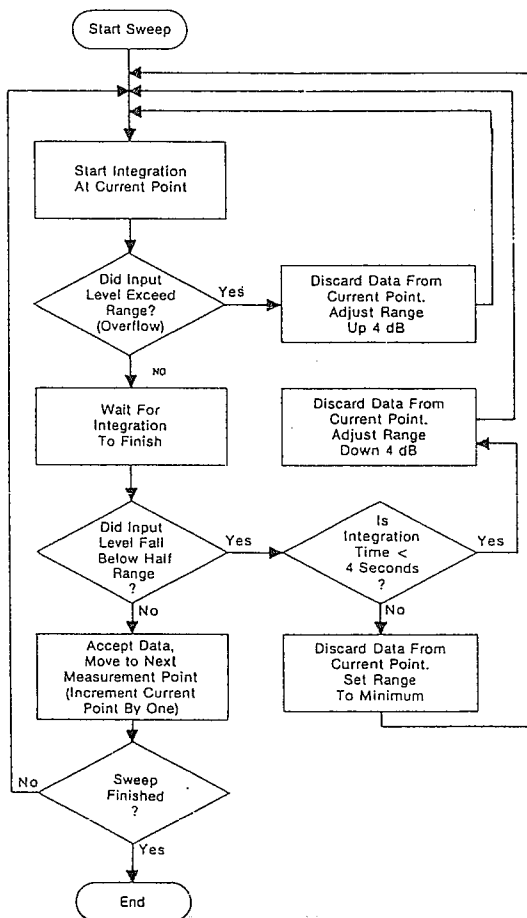 Start Sweep
Start Integration
At Current Point
Did Input
Level Exceed
Range?
(Overflow)
Yes
Discard Data From
Current Point.
Adjust Range
Up 4 dB
No
Wait For
Integration
To Finish
Discard Data From
Current Point.
Adjust Range
Down 4 dB
Did Input
Level Fall
Below Half
Range
?
Yes
Is
Integration
Time <
4 Seconds
?
Yes
No
No
Accept Data,
Move to Next
Measurement Point
(Increment Current
Point By One)
Discard Data From
Current Point.
Set Range
To Minimum
No
Sweep
Finished
?
Yes
End